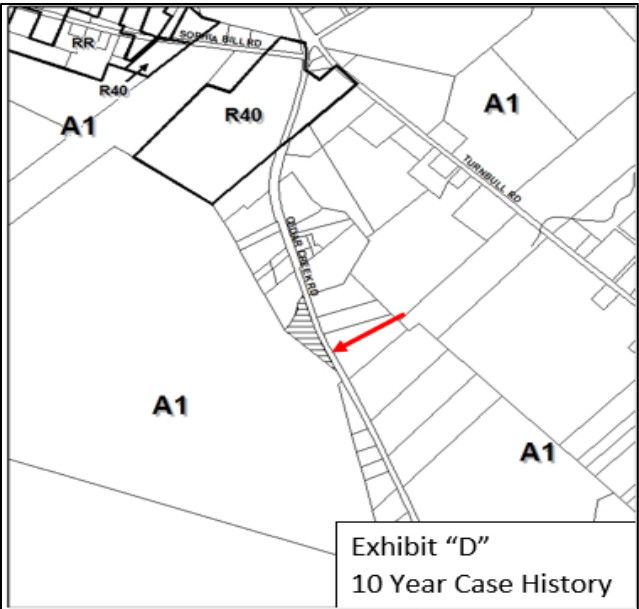 SOPHIA BILL RD
RR
R40
A1
R40
A1
TURNBULL RD
CEDAR CREEK RD
A1
A1
Exhibit “D”
10 Year Case History